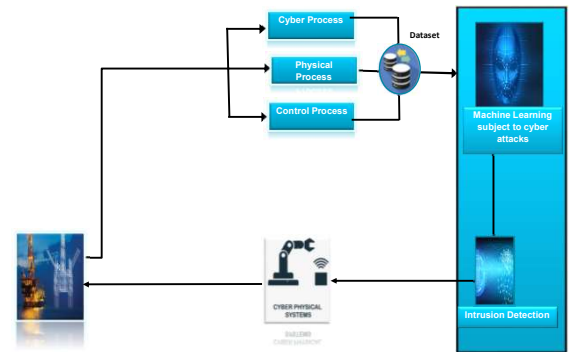 Cyber Process
Dataset
Physical
Process
Control Process
Machine Learning
subject to cyber
attacks
CYBER PHYSICAL
SYSTEMS
Intrusion Detection